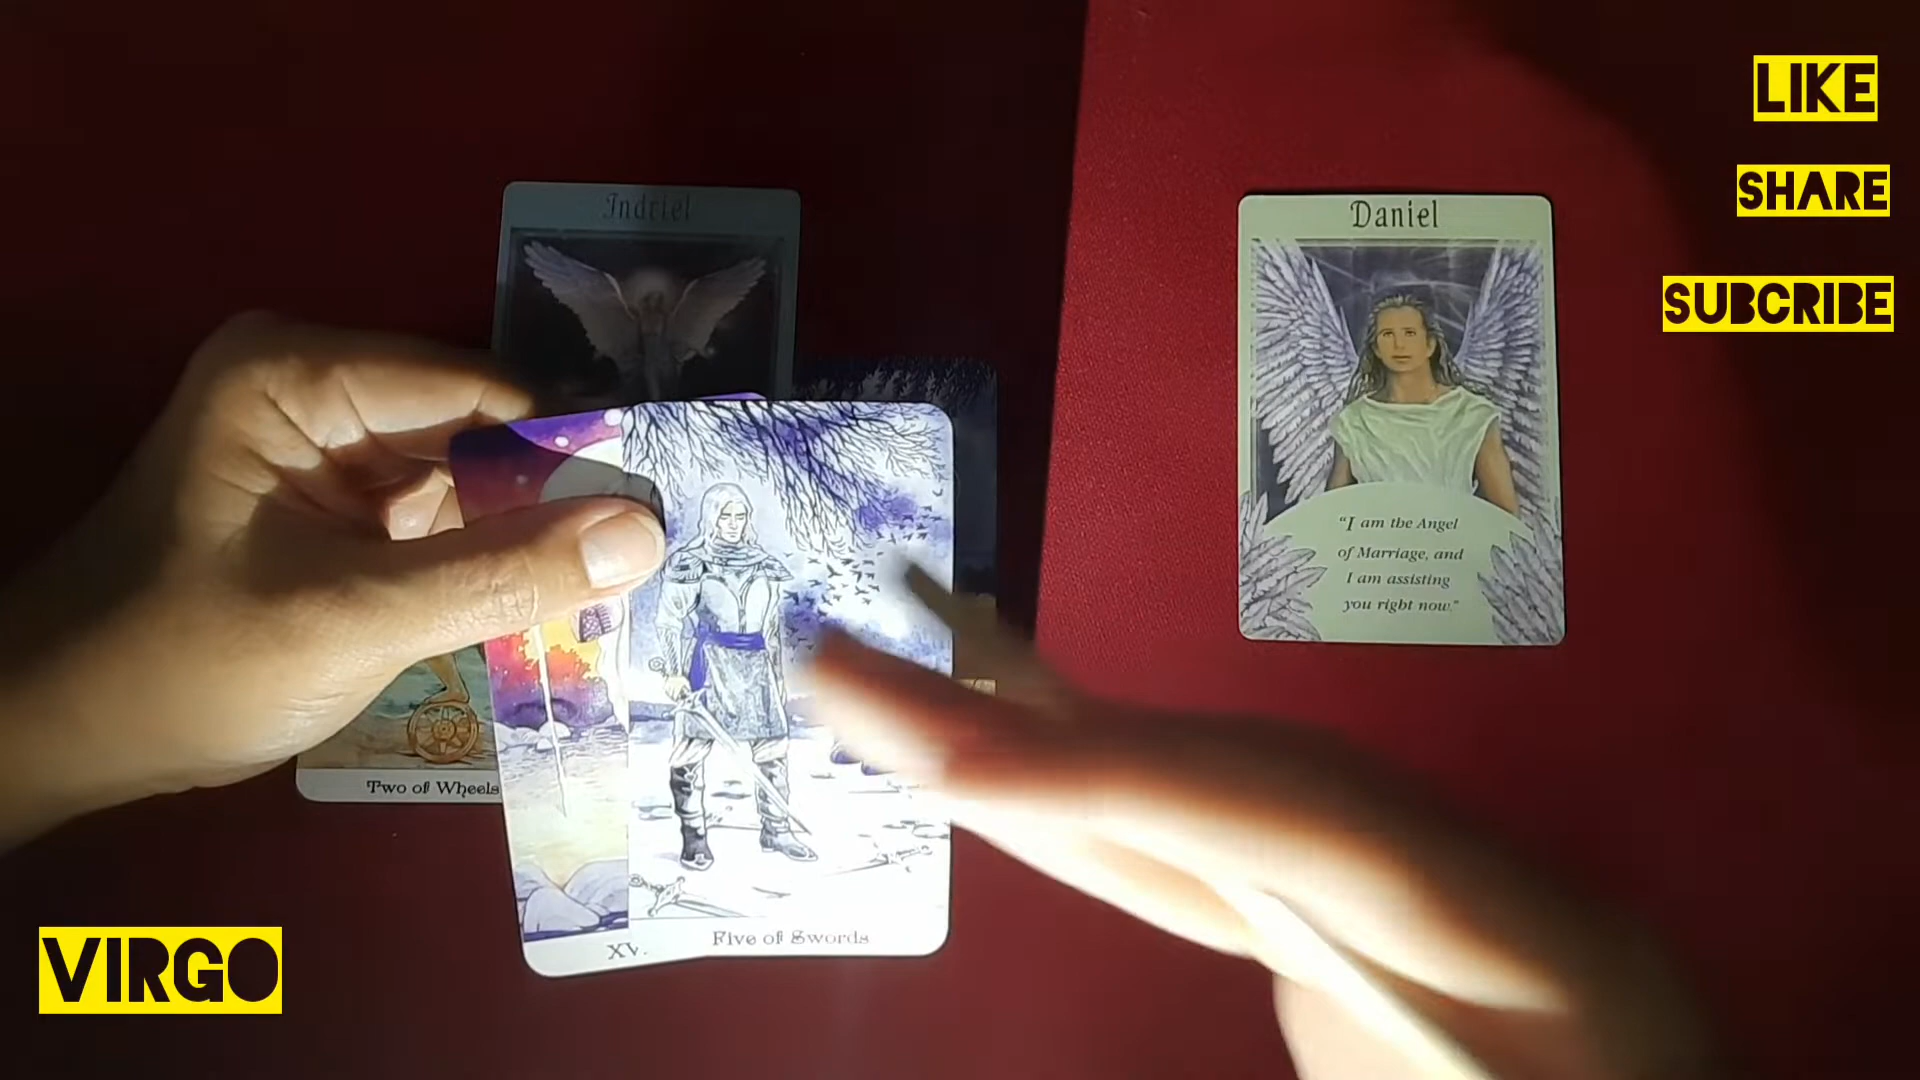 LIKE
SHARE
SUBCRIBE
Indriel
Daniel
"I am the Angel
of Marriage, and
I am assisting
you right now."
Two of Wheels
Five of Swords
XV.
VIRGO